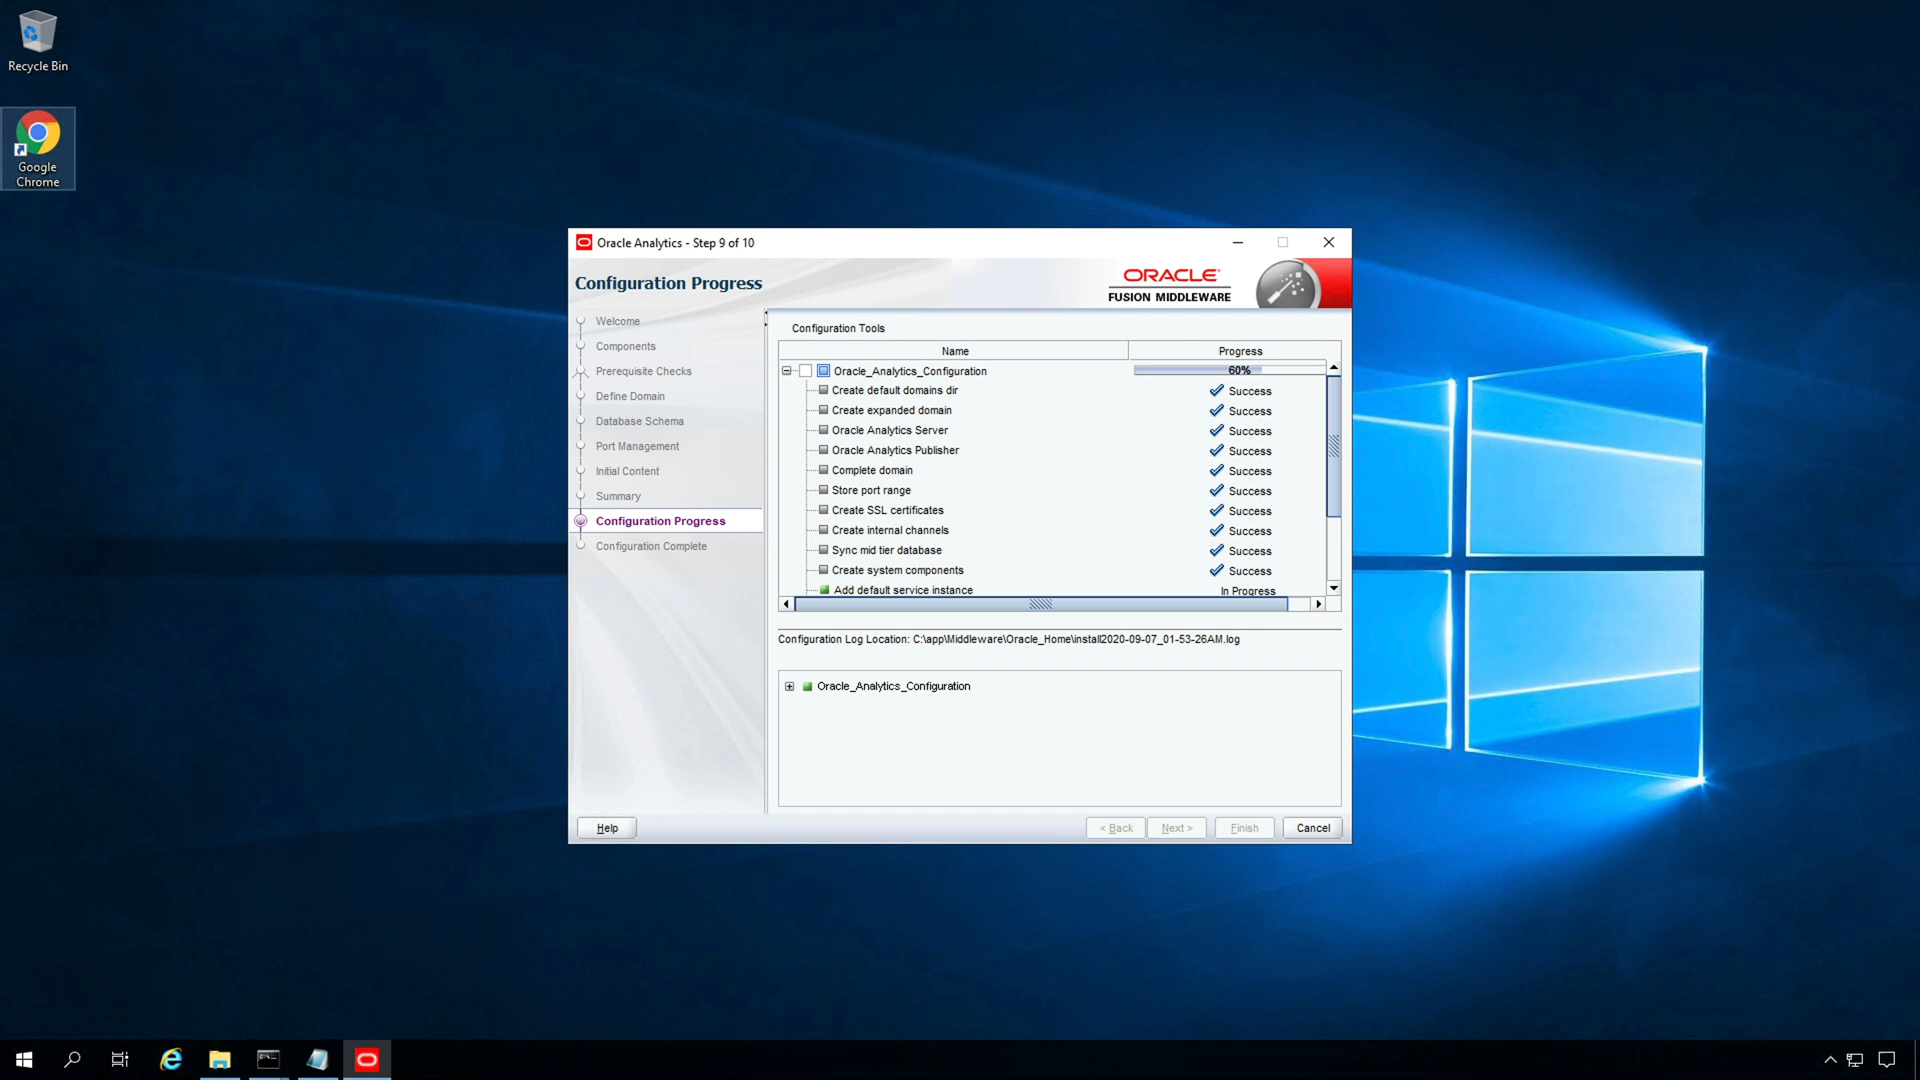 Recycle Bin
Google
Chrome
Oracle Analytics - Step 9 of 10
Configuration Progress
ORACLE
FUSION MIDDLEWARE
Welcome
Components
Prerequisite Checks
Define Domain
Database Schema
Port Management
Initial Content
Summary
Configuration Progress
Configuration Complete
Configuration Tools
Name Progress
Oracle_Analytics_Configuration 60%
Create default domains dir Success
Create expanded domain Success
Oracle Analytics Server Success
Oracle Analytics Publisher Success
Complete domain Success
Store port range Success
Create SSL certificates Success
Create internal channels Success
Sync mid tier database Success
Create system components Success
Add default service instance In Progress
Configuration Log Location: C:\app\Middleware\Oracle_Home\install2020-09-07_01-53-26AM.log
Oracle_Analytics_Configuration
Help < Back Next > Finish Cancel